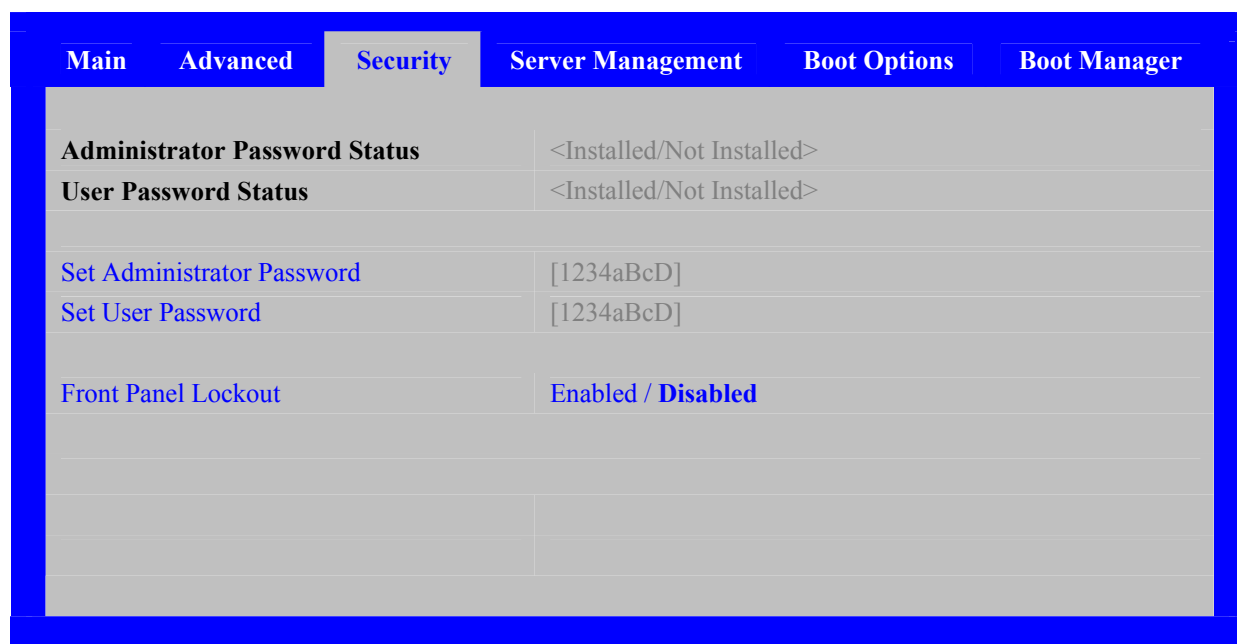 Main Advanced Security Server Management Boot Options Boot Manager
Administrator Password Status <Installed/Not Installed>
User Password Status <Installed/Not Installed>
Set Administrator Password [1234aBcD]
Set User Password [1234aBcD]
Front Panel Lockout Enabled / Disabled